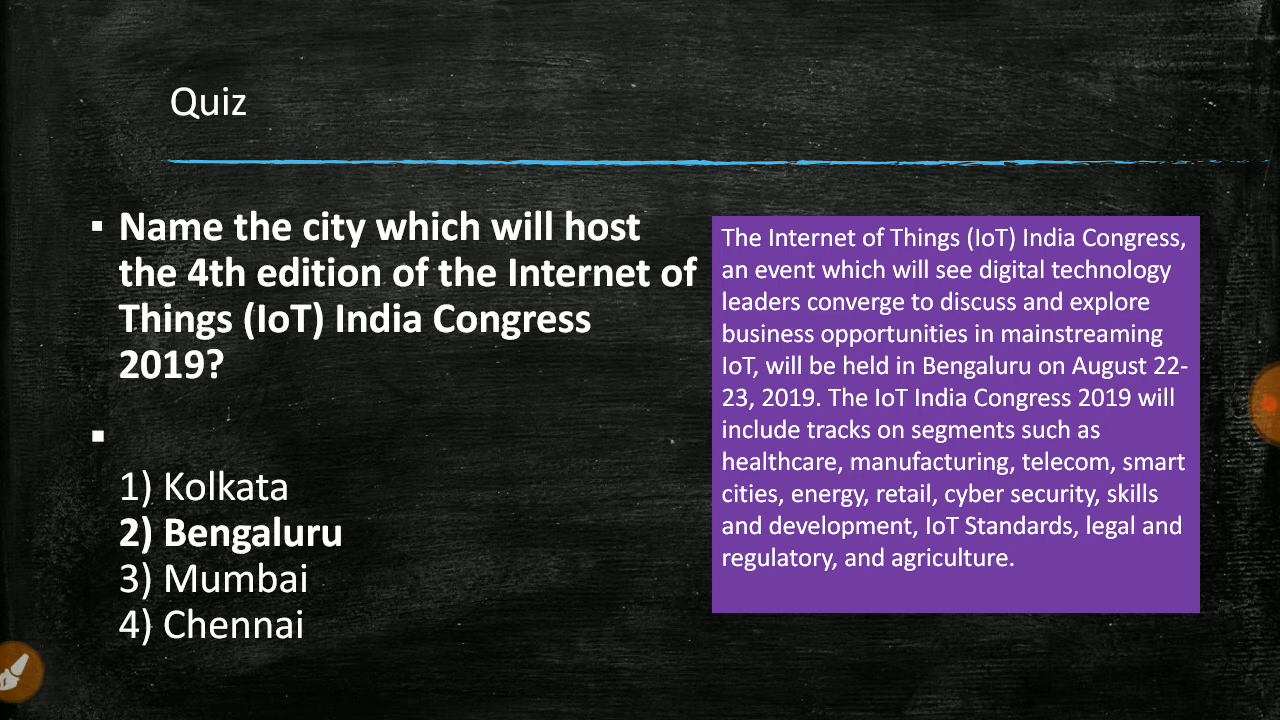 Quiz
▪ Name the city which will host
the 4th edition of the Internet of
Things (IoT) India Congress
2019?
▪
1) Kolkata
2) Bengaluru
3) Mumbai
4) Chennai
The Internet of Things (IoT) India Congress,
an event which will see digital technology
leaders converge to discuss and explore
business opportunities in mainstreaming
IoT, will be held in Bengaluru on August 22-
23, 2019. The IoT India Congress 2019 will
include tracks on segments such as
healthcare, manufacturing, telecom, smart
cities, energy, retail, cyber security, skills
and development, IoT Standards, legal and
regulatory, and agriculture.